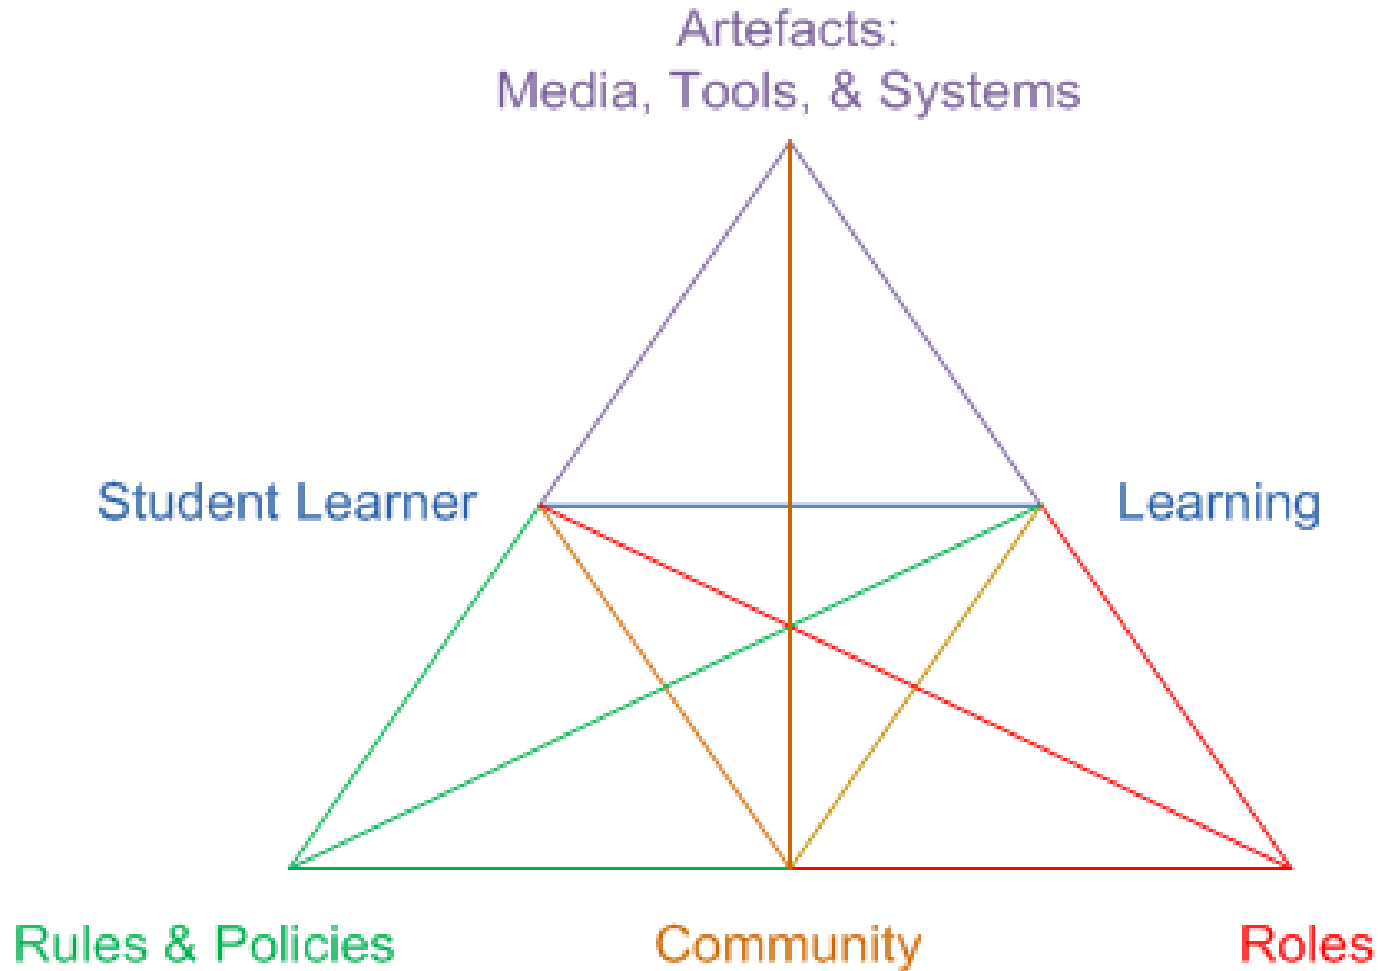 Artefacts:
Media, Tools, & Systems
Student Learner
Learning
Rules & Policies
Community
Roles